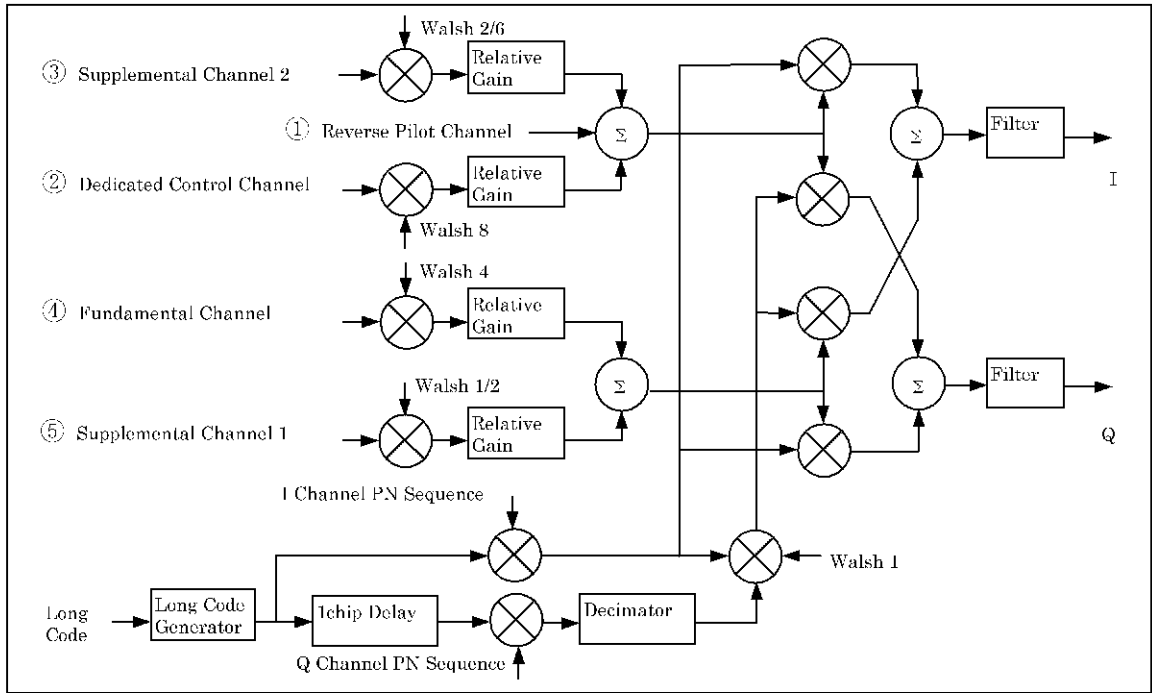 Walsh 2/6
③ Supplemental Channel 2
Relative
Gain
① Reverse Pilot Channel
Σ
Σ
Filter
I
② Dedicated Control Channel
Relative
Gain
Walsh 8
Walsh 4
④ Fundamental Channel
Relative
Gain
Σ
Σ
Filter
Q
Walsh 1/2
⑤ Supplemental Channel 1
Relative
Gain
I Channel PN Sequence
Walsh 1
Long
Code
Long Code
Generator
1chip Delay
Decimator
Q Channel PN Sequence